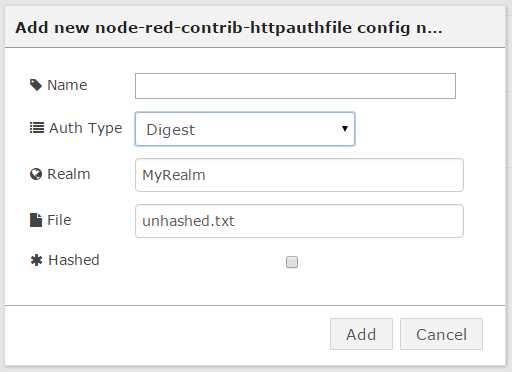 Add new node-red-contrib-httpauthfile config n...
Name
Auth Type Digest
Realm MyRealm
File unhashed.txt
Hashed
Add Cancel